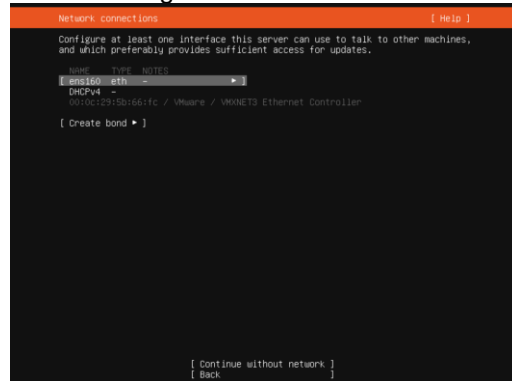 Network connections [ Help ]
Configure at least one interface this server can use to talk to other machines,
and which preferably provides sufficient access for updates.
NAME TYPE NOTES
[ ens160 eth - ▸ ]
DHCPv4 -
00:0c:29:5b:66:fc / VMware / VMXNET3 Ethernet Controller
[ Create bond ▸ ]
[ Continue without network ]
[ Back ]